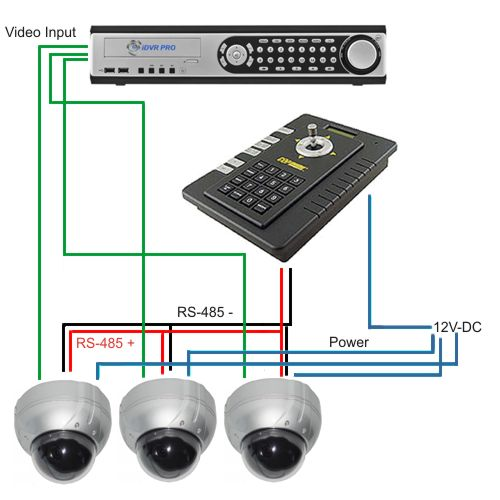 Video Input
iDVR PRO
RS-485 -
RS-485 +
Power
12V-DC